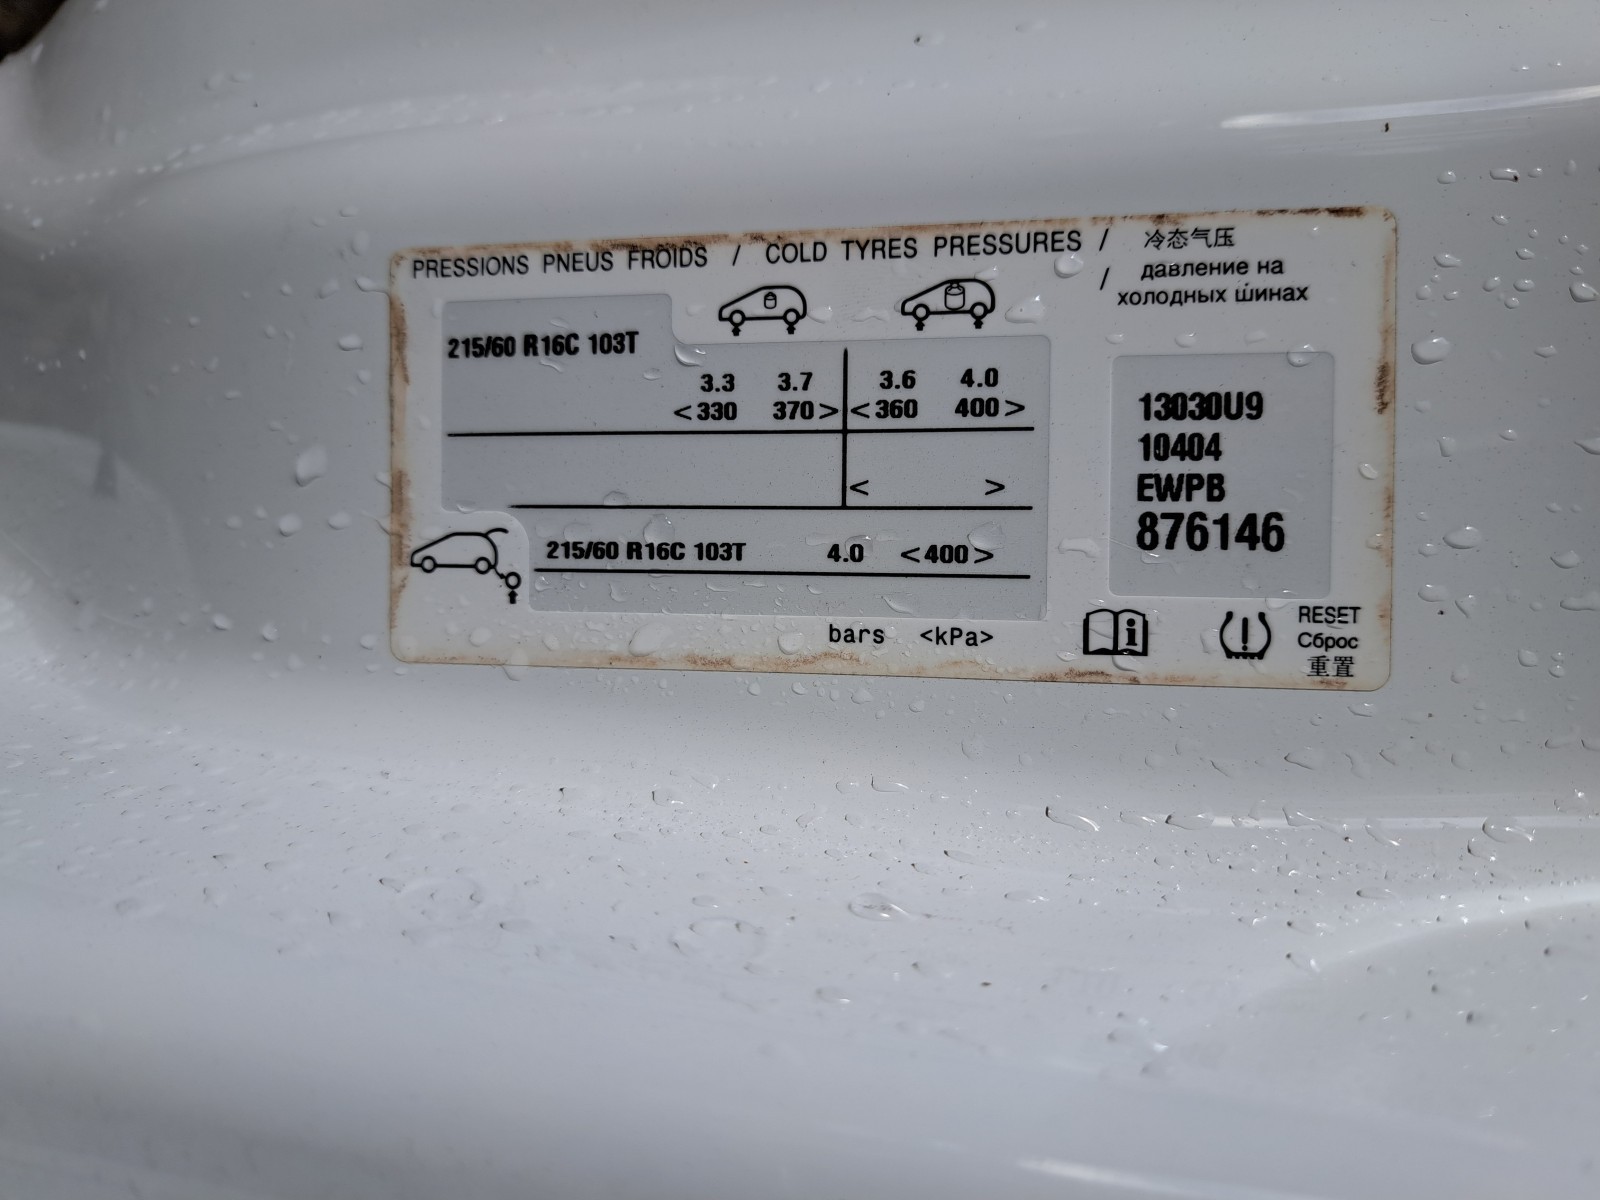 PRESSIONS PNEUS FROIDS / COLD TYRES PRESSURES / 冷态气压
/ давление на
холодных шинах
215/60 R16C 103T
3.3 3.7 3.6 4.0
<330 370> <360 400>
< >
215/60 R16C 103T 4.0 <400>
bars <kPa>
13030U9
10404
EWPB
876146
RESET
Сброс
重置